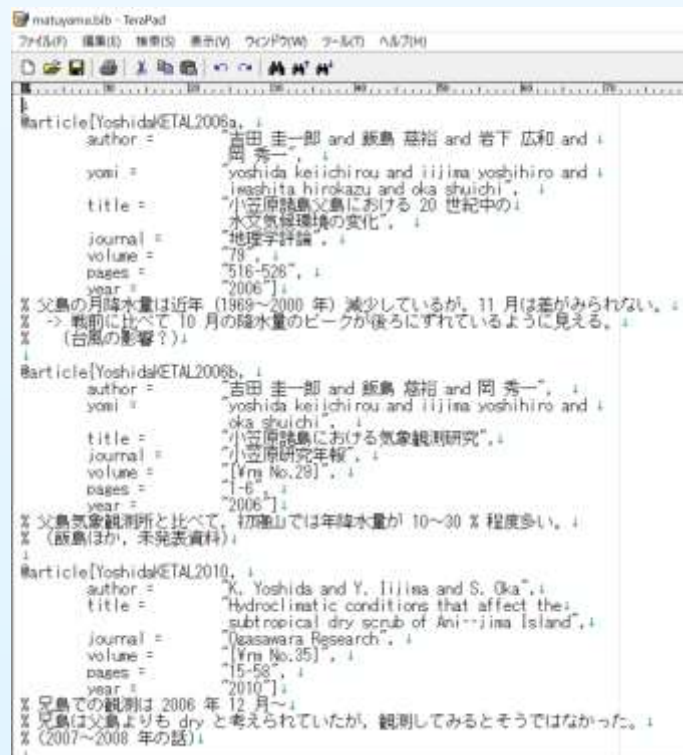 matuyama.bib - TeraPad
ファイル(F) 編集(E) 検索(S) 表示(V) ウィンドウ(W) ツール(T) ヘルプ(H)
@article{YoshidaKETAL2006a, ↓
author = "吉田 圭一郎 and 飯島 慈裕 and 岩下 広和 and ↓
岡 秀一", ↓
yomi = "yoshida keiichirou and iijima yoshihiro and ↓
iwashita hirokazu and oka shuichi", ↓
title = "小笠原諸島父島における 20 世紀中の↓
水文気候環境の変化", ↓
journal = "地理学評論", ↓
volume = "79", ↓
pages = "516-526", ↓
year = "2006"}↓
% 父島の月降水量は近年 (1969～2000 年) 減少しているが, 11 月は差がみられない。↓
% -> 戦前に比べて 10 月の降水量のピークが後ろにずれているように見える。↓
% (台風の影響？)↓
↓
@article{YoshidaKETAL2006b, ↓
author = "吉田 圭一郎 and 飯島 慈裕 and 岡 秀一", ↓
yomi = "yoshida keiichirou and iijima yoshihiro and ↓
oka shuichi", ↓
title = "小笠原諸島における気象観測研究",↓
journal = "小笠原研究年報", ↓
volume = "{¥rm No.29}", ↓
pages = "1-6", ↓
year = "2006"}↓
% 父島気象観測所と比べて, 初寝山では年降水量が 10～30 % 程度多い。↓
% (飯島ほか, 未発表資料)↓
↓
@article{YoshidaKETAL2010, ↓
author = "K. Yoshida and Y. Iijima and S. Oka",↓
title = "Hydroclimatic conditions that affect the↓
subtropical dry scrub of Ani--jima Island",↓
journal = "Ogasawara Research", ↓
volume = "{¥rm No.35}", ↓
pages = "15-58", ↓
year = "2010"}↓
% 兄島での観測は 2006 年 12 月～↓
% 兄島は父島よりも dry と考えられていたが, 観測してみるとそうではなかった。↓
% (2007～2008 年の話)↓